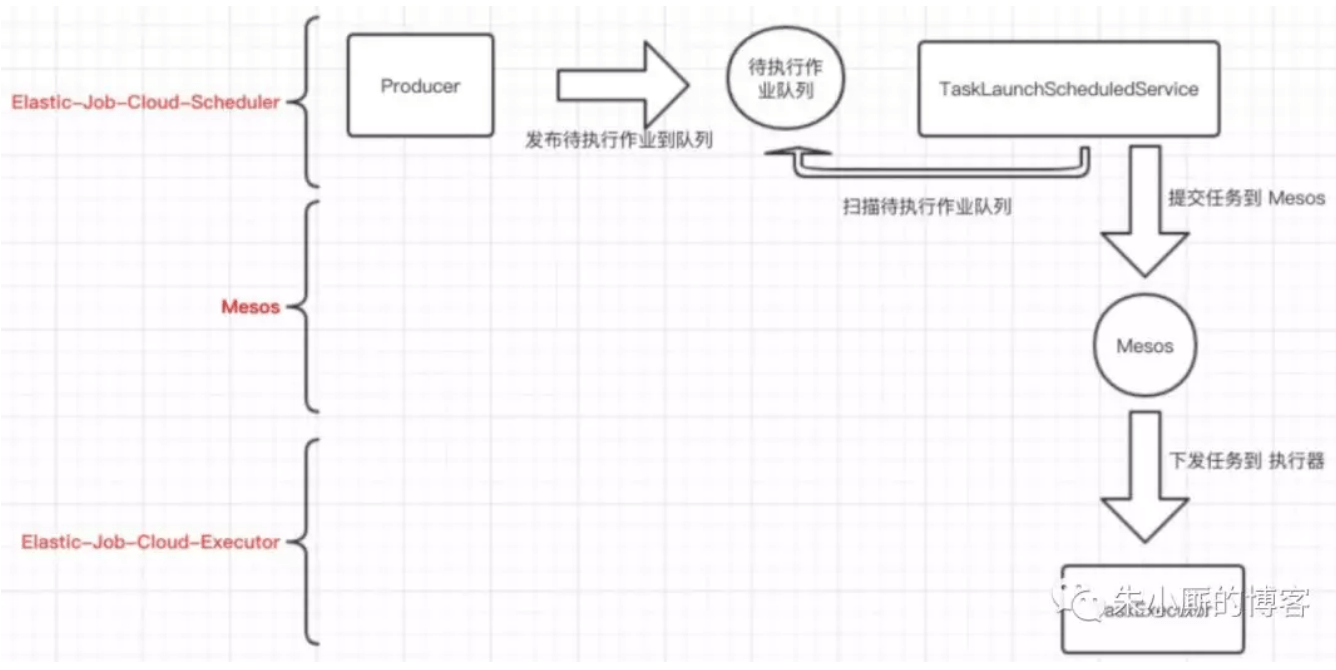 Elastic-Job-Cloud-Scheduler
Producer
发布待执行作业到队列
待执行作
业队列
TaskLaunchScheduledService
扫描待执行作业队列
提交任务到 Mesos
Mesos
Mesos
下发任务到 执行器
Elastic-Job-Cloud-Executor
TaskExecutor
朱小厮的博客